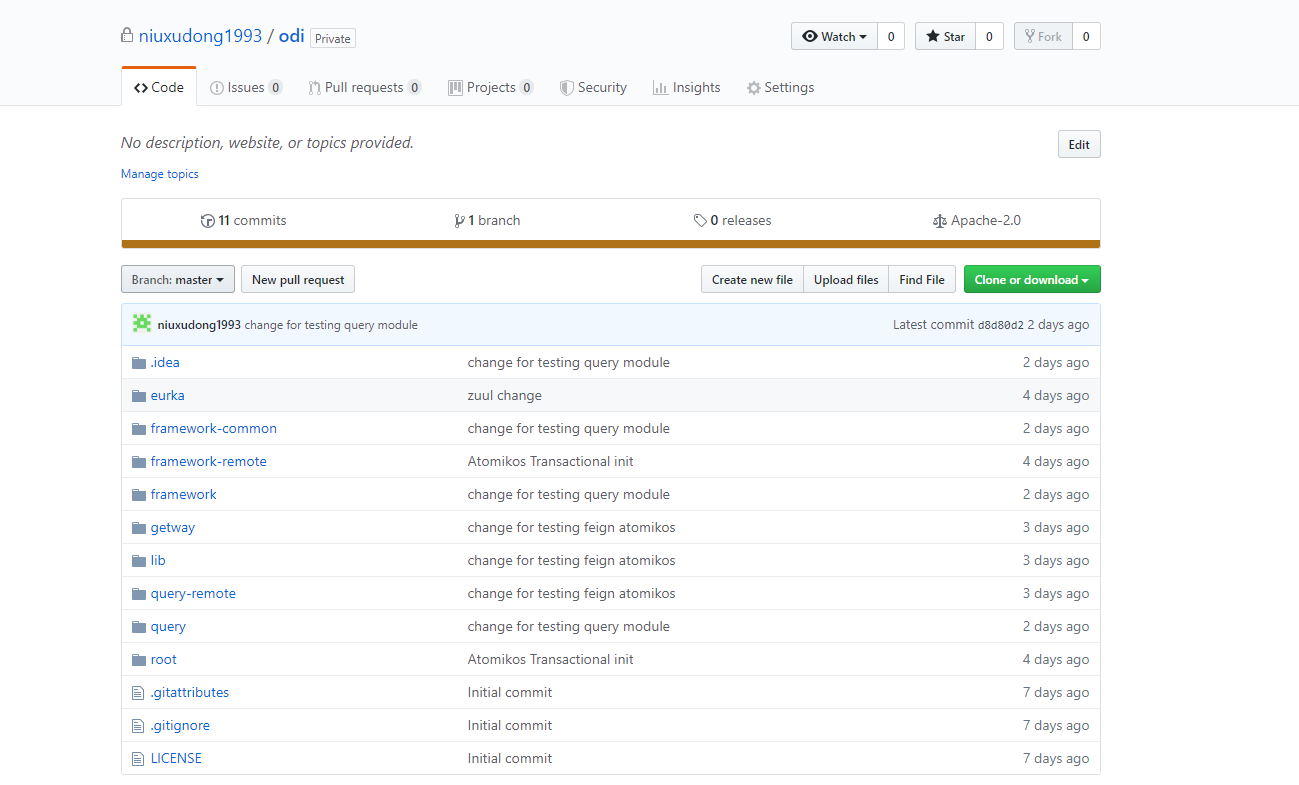 niuxudong1993 / odi Private Watch 0 Star 0 Fork 0
Code Issues 0 Pull requests 0 Projects 0 Security Insights Settings
No description, website, or topics provided. Edit
Manage topics
11 commits 1 branch 0 releases Apache-2.0
Branch: master New pull request Create new file Upload files Find File Clone or download
niuxudong1993 change for testing query module Latest commit d8d80d2 2 days ago
.idea change for testing query module 2 days ago
eurka zuul change 4 days ago
framework-common change for testing query module 2 days ago
framework-remote Atomikos Transactional init 4 days ago
framework change for testing query module 2 days ago
getway change for testing feign atomikos 3 days ago
lib change for testing feign atomikos 3 days ago
query-remote change for testing feign atomikos 3 days ago
query change for testing query module 2 days ago
root Atomikos Transactional init 4 days ago
.gitattributes Initial commit 7 days ago
.gitignore Initial commit 7 days ago
LICENSE Initial commit 7 days ago